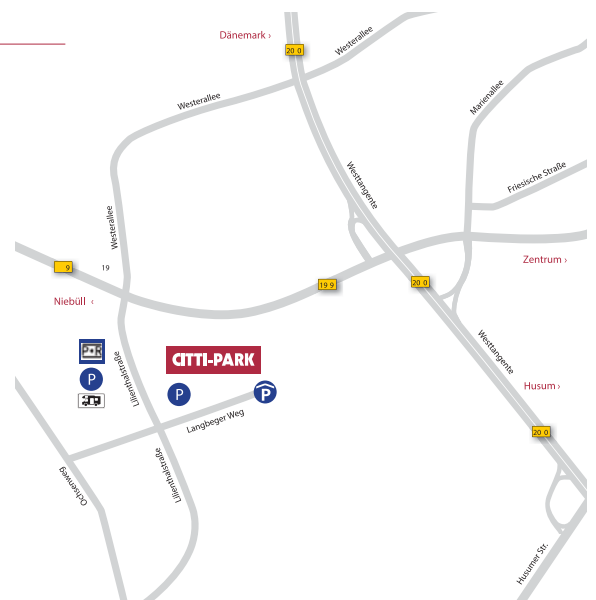 Dänemark ›
Westerallee
20 0
Westerallee
Marienallee
Westtangente
Friesische Straße
Westerallee
9
19
Zentrum ›
19 9
20 0
Niebüll ‹
CITTI-PARK
Westtangente
P+R
P
P
P
Lilienthalstraße
Husum ›
Langbeger Weg
20 0
Lilienthalstraße
Ochsenweg
Husumer Str.